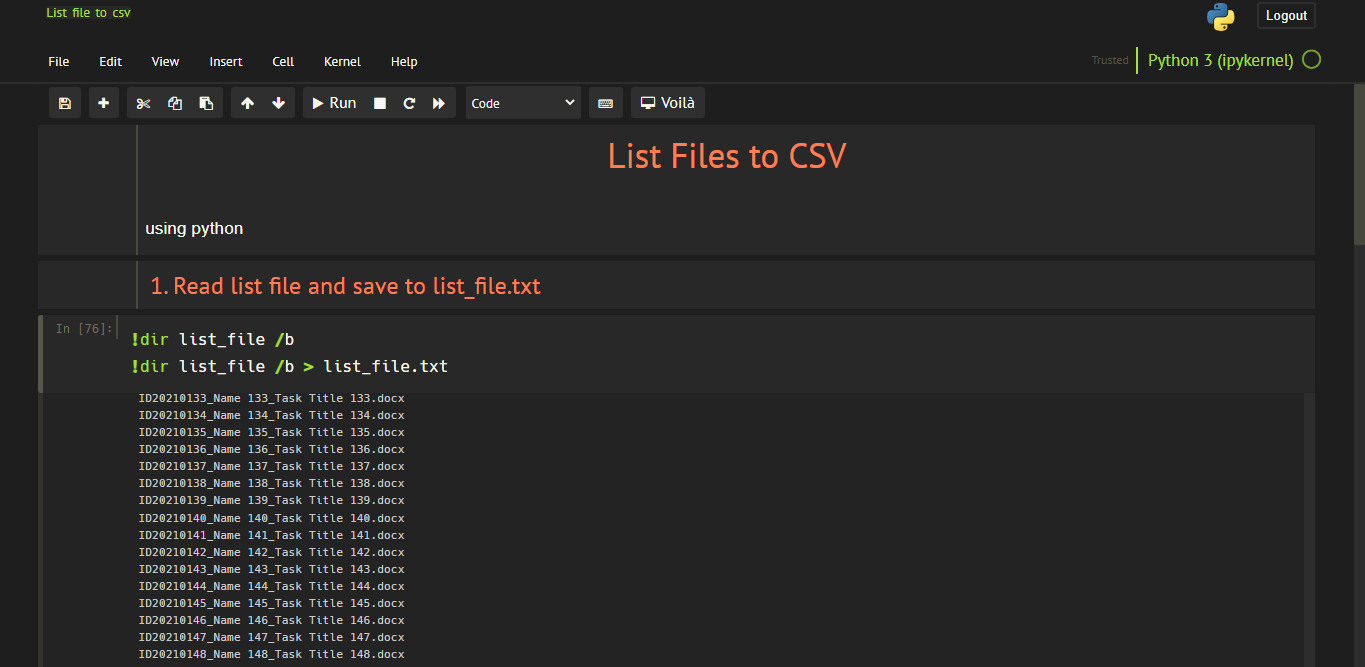 List file to csv
Logout
File Edit View Insert Cell Kernel Help
Trusted Python 3 (ipykernel)
Run Code Voilà
List Files to CSV
using python
1. Read list file and save to list_file.txt
In [76]:
!dir list_file /b
!dir list_file /b > list_file.txt
ID20210133_Name 133_Task Title 133.docx
ID20210134_Name 134_Task Title 134.docx
ID20210135_Name 135_Task Title 135.docx
ID20210136_Name 136_Task Title 136.docx
ID20210137_Name 137_Task Title 137.docx
ID20210138_Name 138_Task Title 138.docx
ID20210139_Name 139_Task Title 139.docx
ID20210140_Name 140_Task Title 140.docx
ID20210141_Name 141_Task Title 141.docx
ID20210142_Name 142_Task Title 142.docx
ID20210143_Name 143_Task Title 143.docx
ID20210144_Name 144_Task Title 144.docx
ID20210145_Name 145_Task Title 145.docx
ID20210146_Name 146_Task Title 146.docx
ID20210147_Name 147_Task Title 147.docx
ID20210148_Name 148_Task Title 148.docx